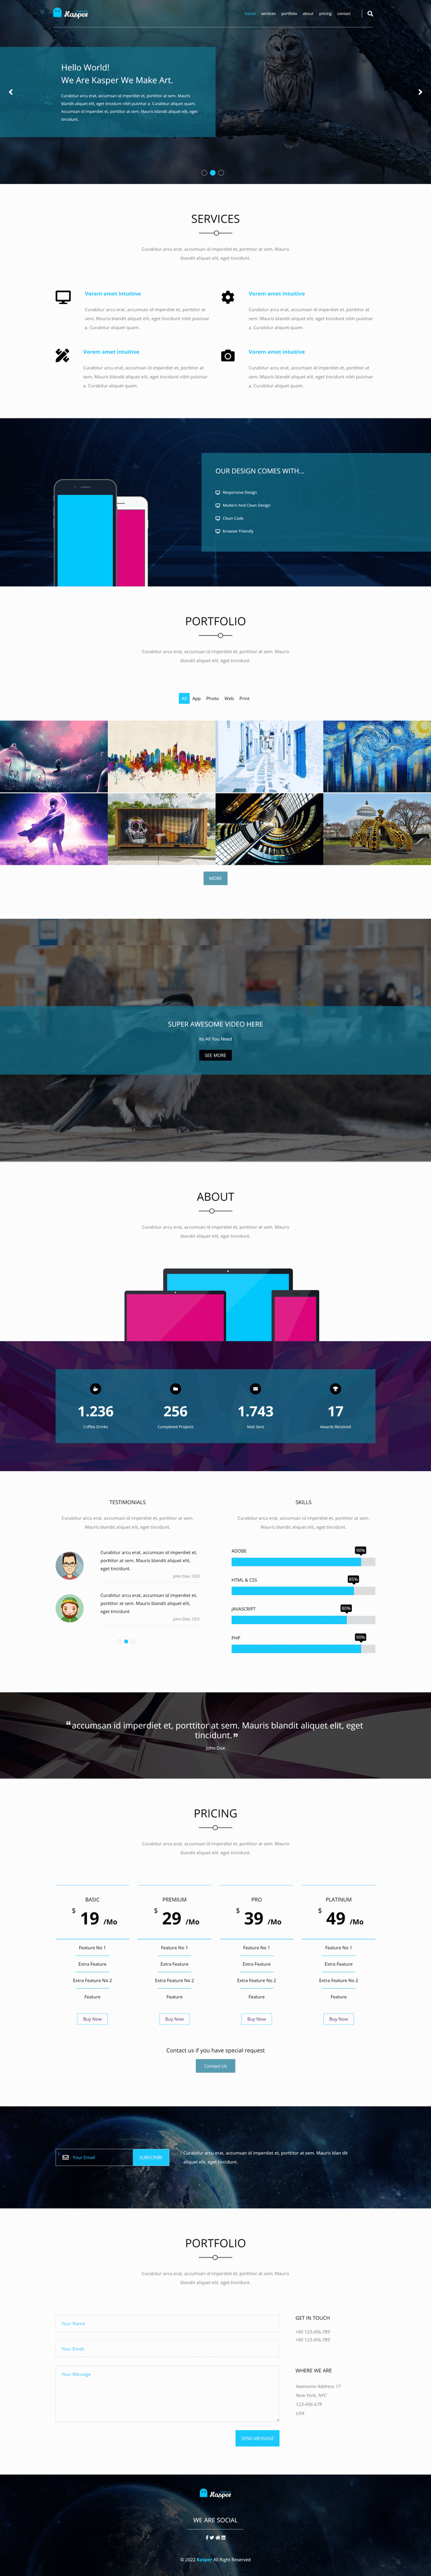 Kasper
home services portfolio about pricing contact
Hello World!
We Are Kasper We Make Art.
Curabitur arcu erat, accumsan id imperdiet et, porttitor at sem. Mauris
blandit aliquet elit, eget tincidunt nibh pulvinar a. Curabitur aliquet quam.
Accumsan id imperdiet et, porttitor at sem. Mauris blandit aliquet elit, eget
tincidunt.
SERVICES
Curabitur arcu erat, accumsan id imperdiet et, porttitor at sem. Mauris
blandit aliquet elit, eget tincidunt.
Vorem amet intuitive
Curabitur arcu erat, accumsan id imperdiet et, porttitor at
sem. Mauris blandit aliquet elit, eget tincidunt nibh pulvinar
a. Curabitur aliquet quam.
Vorem amet intuitive
Curabitur arcu erat, accumsan id imperdiet et, porttitor at
sem. Mauris blandit aliquet elit, eget tincidunt nibh pulvinar
a. Curabitur aliquet quam.
Vorem amet intuitive
Curabitur arcu erat, accumsan id imperdiet et, porttitor at
sem. Mauris blandit aliquet elit, eget tincidunt nibh pulvinar
a. Curabitur aliquet quam.
Vorem amet intuitive
Curabitur arcu erat, accumsan id imperdiet et, porttitor at
sem. Mauris blandit aliquet elit, eget tincidunt nibh pulvinar
a. Curabitur aliquet quam.
OUR DESIGN COMES WITH...
Responsive Design
Modern And Clean Design
Clean Code
browser Friendly
PORTFOLIO
Curabitur arcu erat, accumsan id imperdiet et, porttitor at sem. Mauris
blandit aliquet elit, eget tincidunt.
All App Photo Web Print
MORE
SUPER AWESOME VIDEO HERE
Its All You Need
SEE MORE
ABOUT
Curabitur arcu erat, accumsan id imperdiet et, porttitor at sem. Mauris
blandit aliquet elit, eget tincidunt.
1.236 256 1.743 17
Coffee Drinks Completed Projects Mail Sent Awards Received
TESTIMONIALS
Curabitur arcu erat, accumsan id imperdiet et, porttitor at sem.
Mauris blandit aliquet elit, eget tincidunt.
Curabitur arcu erat, accumsan id imperdiet et,
porttitor at sem. Mauris blandit aliquet elit,
eget tincidunt.
John Doe, CEO
Curabitur arcu erat, accumsan id imperdiet et,
porttitor at sem. Mauris blandit aliquet elit,
eget tincidunt.
John Doe, CEO
SKILLS
Curabitur arcu erat, accumsan id imperdiet et, porttitor at sem.
Mauris blandit aliquet elit, eget tincidunt.
ADOBE 90%
HTML & CSS 85%
JAVASCRIPT 80%
PHP 90%
❝ accumsan id imperdiet et, porttitor at sem. Mauris blandit aliquet elit, eget
tincidunt. ❞
John Doe
PRICING
Curabitur arcu erat, accumsan id imperdiet et, porttitor at sem. Mauris
blandit aliquet elit, eget tincidunt.
BASIC PREMIUM PRO PLATINUM
$ 19 /Mo $ 29 /Mo $ 39 /Mo $ 49 /Mo
Feature No 1 Feature No 1 Feature No 1 Feature No 1
Extra Feature Extra Feature Extra Feature Extra Feature
Extra Feature No 2 Extra Feature No 2 Extra Feature No 2 Extra Feature No 2
Feature Feature Feature Feature
Buy Now Buy Now Buy Now Buy Now
Contact us if you have special request
Contact Us
Your Email SUBSCRIBE
Curabitur arcu erat, accumsan id imperdiet et, porttitor at sem. Mauris blan dit
aliquet elit, eget tincidunt.
PORTFOLIO
Curabitur arcu erat, accumsan id imperdiet et, porttitor at sem. Mauris
blandit aliquet elit, eget tincidunt.
Your Name
Your Email
Your Message
SEND MESSAGE
GET IN TOUCH
+00 123.456.789
+00 123.456.789
WHERE WE ARE
Awesome Address 17
New York, NYC
123-456-678
USA
Kasper
WE ARE SOCIAL
© 2022 Kasper All Right Reserved